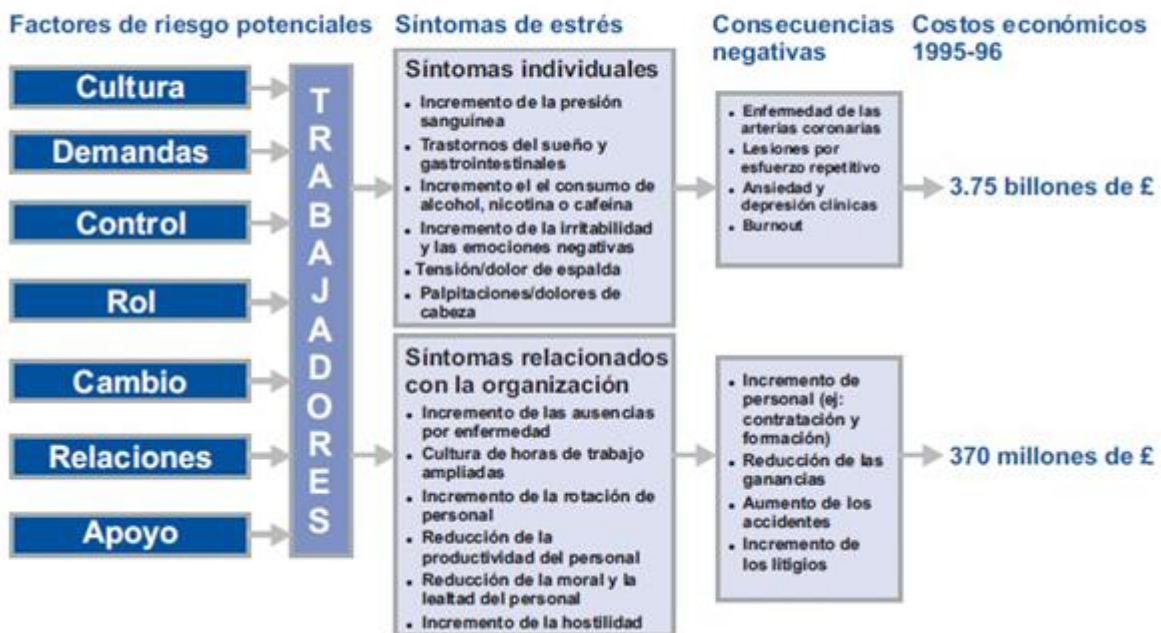 Factores de riesgo potenciales
Cultura
Demandas
Control
Rol
Cambio
Relaciones
Apoyo
TRABAJADORES
Síntomas de estrés
Síntomas individuales
• Incremento de la presión
sanguínea
• Trastornos del sueño y
gastrointestinales
• Incremento el el consumo de
alcohol, nicotina o cafeína
• Incremento de la irritabilidad
y las emociones negativas
• Tensión/dolor de espalda
• Palpitaciones/dolores de
cabeza
Síntomas relacionados
con la organización
• Incremento de las ausencias
por enfermedad
• Cultura de horas de trabajo
ampliadas
• Incremento de la rotación de
personal
• Reducción de la
productividad del personal
• Reducción de la moral y la
lealtad del personal
• Incremento de la hostilidad
Consecuencias
negativas
• Enfermedad de las
arterias coronarias
• Lesiones por
esfuerzo repetitivo
• Ansiedad y
depresión clínicas
• Burnout
• Incremento de
personal (ej:
contratación y
formación)
• Reducción de las
ganancias
• Aumento de los
accidentes
• Incremento de
los litigios
Costos económicos
1995-96
3.75 billones de £
370 millones de £